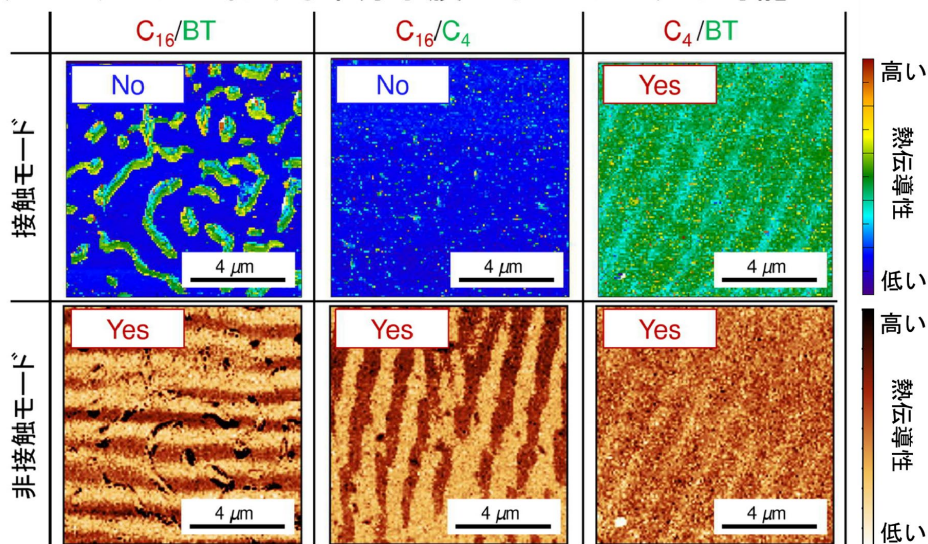 C16/BT
C16/C4
C4/BT
接触モード
No
No
Yes
4 μm
4 μm
4 μm
高い
熱伝導性
低い
非接触モード
Yes
Yes
Yes
4 μm
4 μm
4 μm
高い
熱伝導性
低い